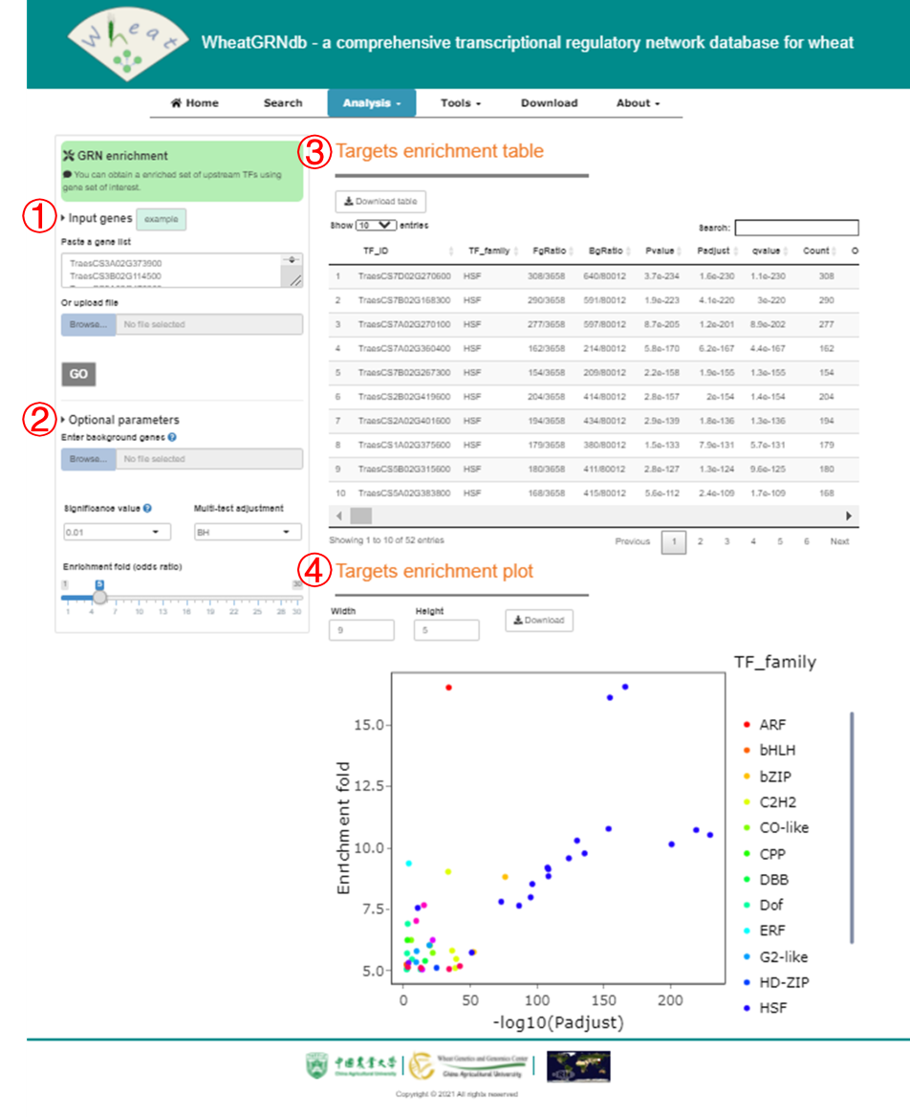 Wheat
WheatGRNdb - a comprehensive transcriptional regulatory network database for wheat
Home Search Analysis - Tools - Download About -
GRN enrichment
You can obtain a enriched set of upstream TFs using
gene set of interest.
① Input genes example
Paste a gene list
TraesCS3A02G373900
TraesCS3B02G114500
Or upload file
Browse... No file selected
GO
② Optional parameters
Enter background genes ?
Browse... No file selected
Significance value ? Multi-test adjustment
0.01 BH
Enrichment fold (odds ratio)
1 5 30
1 4 7 10 13 16 19 22 25 28 30
③ Targets enrichment table
Download table
Show 10 entries Search:
TF_ID TF_family FgRatio BgRatio Pvalue Padjust qvalue Count O
1 TraesCS7D02G270600 HSF 308/3658 640/80012 3.7e-234 1.6e-230 1.1e-230 308
2 TraesCS7B02G168300 HSF 290/3658 591/80012 1.9e-223 4.1e-220 3e-220 290
3 TraesCS7A02G270100 HSF 277/3658 597/80012 8.7e-205 1.2e-201 8.9e-202 277
4 TraesCS7A02G360400 HSF 162/3658 214/80012 5.8e-170 6.2e-167 4.4e-167 162
5 TraesCS7B02G267300 HSF 154/3658 209/80012 2.2e-158 1.9e-155 1.3e-155 154
6 TraesCS2B02G419600 HSF 204/3658 414/80012 2.8e-157 2e-154 1.4e-154 204
7 TraesCS2A02G401600 HSF 194/3658 434/80012 2.9e-139 1.8e-136 1.3e-136 194
8 TraesCS1A02G375600 HSF 179/3658 380/80012 1.5e-133 7.9e-131 5.7e-131 179
9 TraesCS5B02G315600 HSF 180/3658 411/80012 2.8e-127 1.3e-124 9.6e-125 180
10 TraesCS5A02G383800 HSF 168/3658 415/80012 5.6e-112 2.4e-109 1.7e-109 168
Showing 1 to 10 of 52 entries Previous 1 2 3 4 5 6 Next
④ Targets enrichment plot
Width Height
9 5 Download
TF_family
ARF
bHLH
bZIP
C2H2
CO-like
CPP
DBB
Dof
ERF
G2-like
HD-ZIP
HSF
Enrichment fold
15.0
12.5
10.0
7.5
5.0
0 50 100 150 200
-log10(Padjust)
中国农业大学
China Agricultural University
Wheat Genetics and Genomics Center
China Agricultural University
Copyright © 2021 All rights reserved